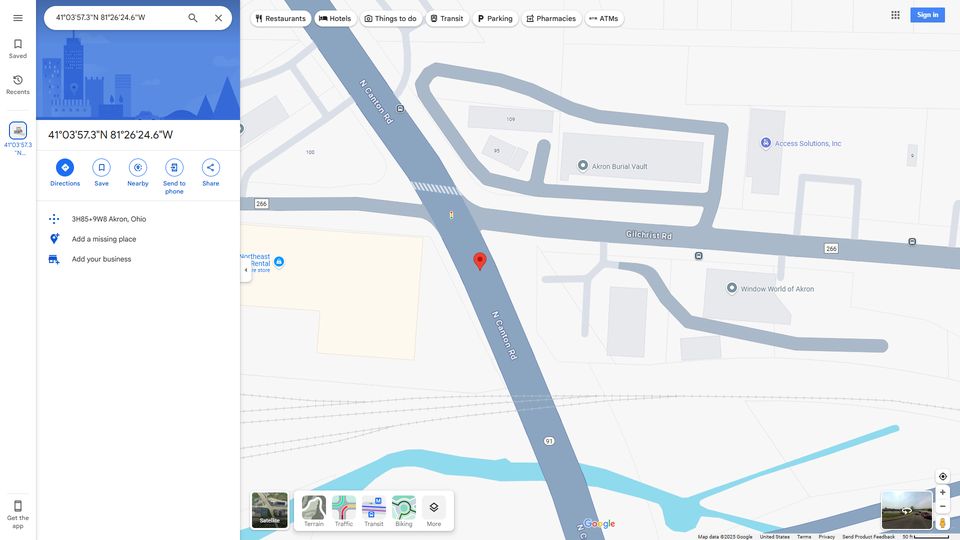 41°03'57.3"N 81°26'24.6"W
Restaurants
Hotels
Things to do
Transit
Parking
Pharmacies
ATMs
Sign in
Saved
Recents
41°03'57.3
"N...
41°03'57.3"N 81°26'24.6"W
Directions
Save
Nearby
Send to
phone
Share
3H85+9W8 Akron, Ohio
Add a missing place
Add your business
Get the
app
N Canton Rd
109
95
100
Akron Burial Vault
Access Solutions, Inc
266
Gilchrist Rd
266
Northeast
Rental
re store
Window World of Akron
N Canton Rd
91
N C
Satellite
Terrain
Traffic
Transit
Biking
More
Google
Map data ©2025 Google
United States
Terms
Privacy
Send Product Feedback
50 ft